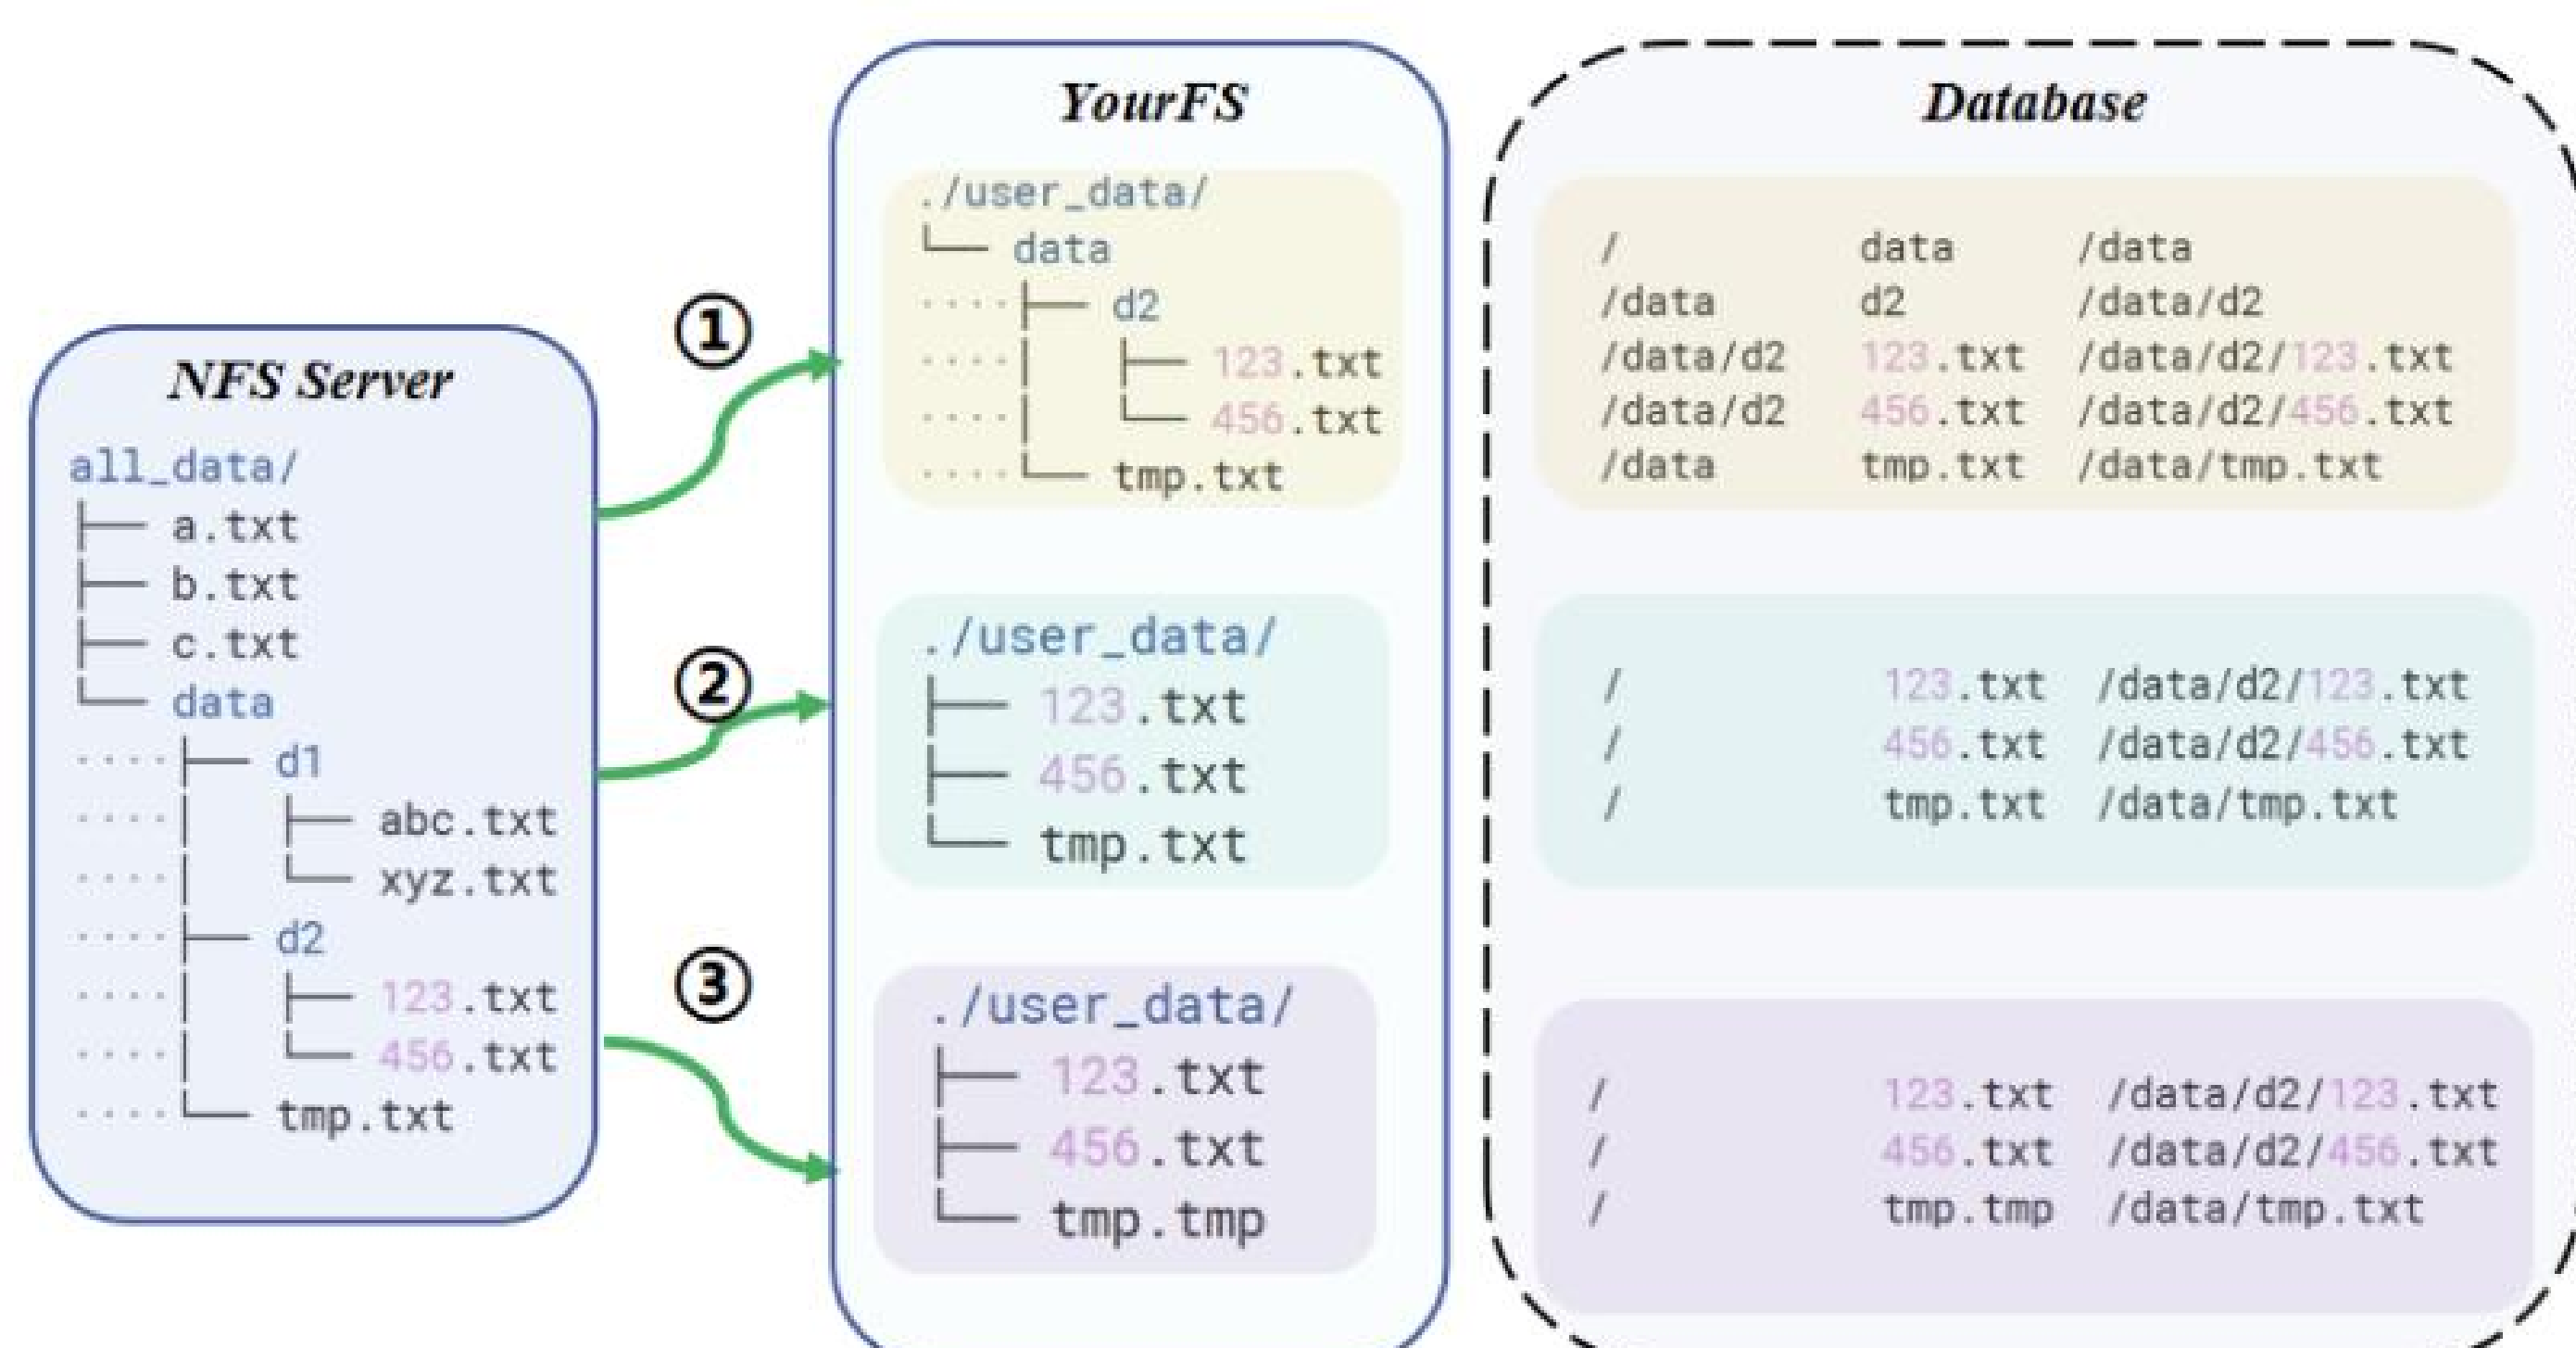 NFS Server
all_data/
├── a.txt
├── b.txt
├── c.txt
└── data
····├── d1
····│   ├── abc.txt
····│   └── xyz.txt
····├── d2
····│   ├── 123.txt
····│   └── 456.txt
····└── tmp.txt
①
②
③
YourFS
./user_data/
└── data
····├── d2
····│   ├── 123.txt
····│   └── 456.txt
····└── tmp.txt
./user_data/
├── 123.txt
├── 456.txt
└── tmp.txt
./user_data/
├── 123.txt
├── 456.txt
└── tmp.tmp
Database
/ data /data
/data d2 /data/d2
/data/d2 123.txt /data/d2/123.txt
/data/d2 456.txt /data/d2/456.txt
/data tmp.txt /data/tmp.txt
/ 123.txt /data/d2/123.txt
/ 456.txt /data/d2/456.txt
/ tmp.txt /data/tmp.txt
/ 123.txt /data/d2/123.txt
/ 456.txt /data/d2/456.txt
/ tmp.tmp /data/tmp.txt